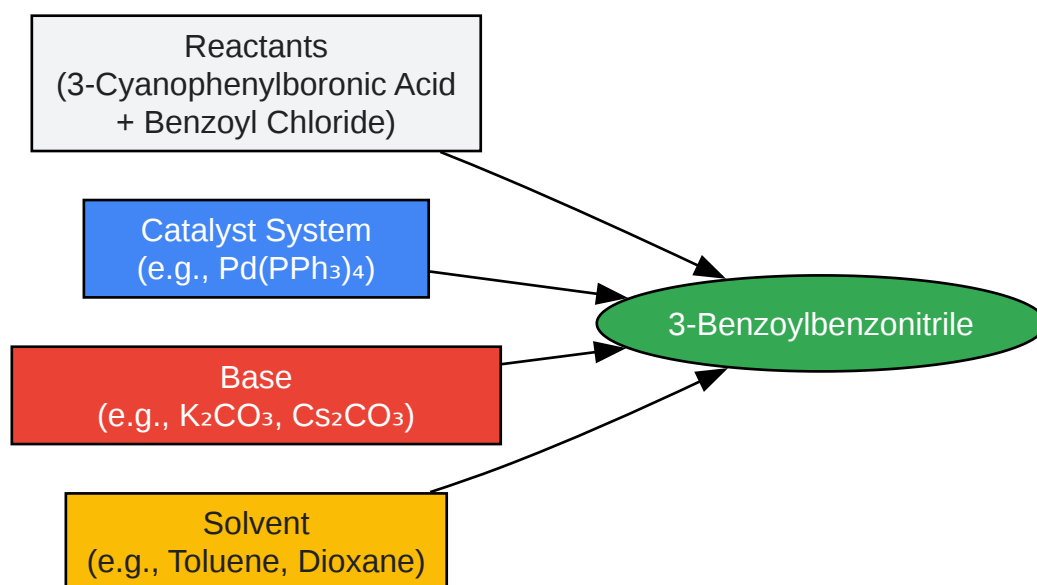 Reactants
(3-Cyanophenylboronic Acid
+ Benzoyl Chloride)
Catalyst System
(e.g., Pd(PPh₃)₄)
Base
(e.g., K₂CO₃, Cs₂CO₃)
Solvent
(e.g., Toluene, Dioxane)
3-Benzoylbenzonitrile